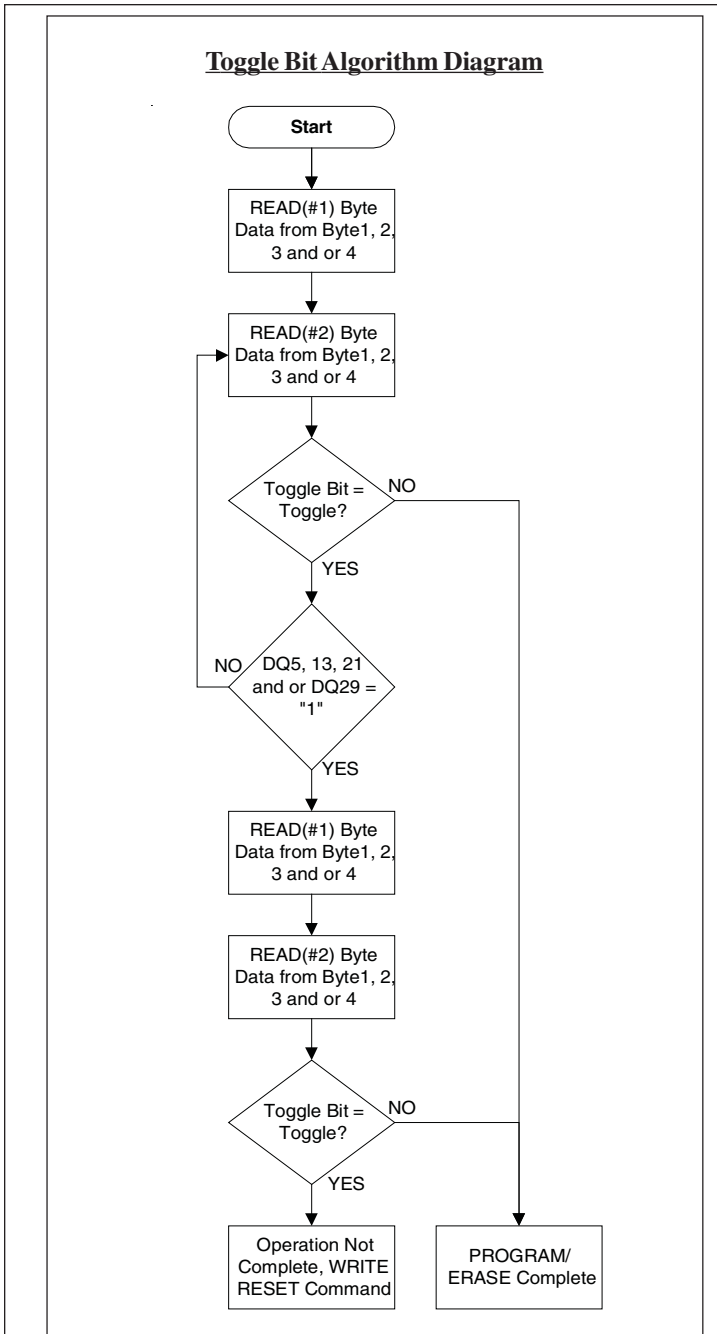 Toggle Bit Algorithm Diagram
Start
READ(#1) Byte
Data from Byte1, 2,
3 and or 4
READ(#2) Byte
Data from Byte1, 2,
3 and or 4
Toggle Bit =
Toggle?
NO
YES
DQ5, 13, 21
and or DQ29 =
"1"
NO
YES
READ(#1) Byte
Data from Byte1, 2,
3 and or 4
READ(#2) Byte
Data from Byte1, 2,
3 and or 4
Toggle Bit =
Toggle?
NO
YES
Operation Not
Complete, WRITE
RESET Command
PROGRAM/
ERASE Complete